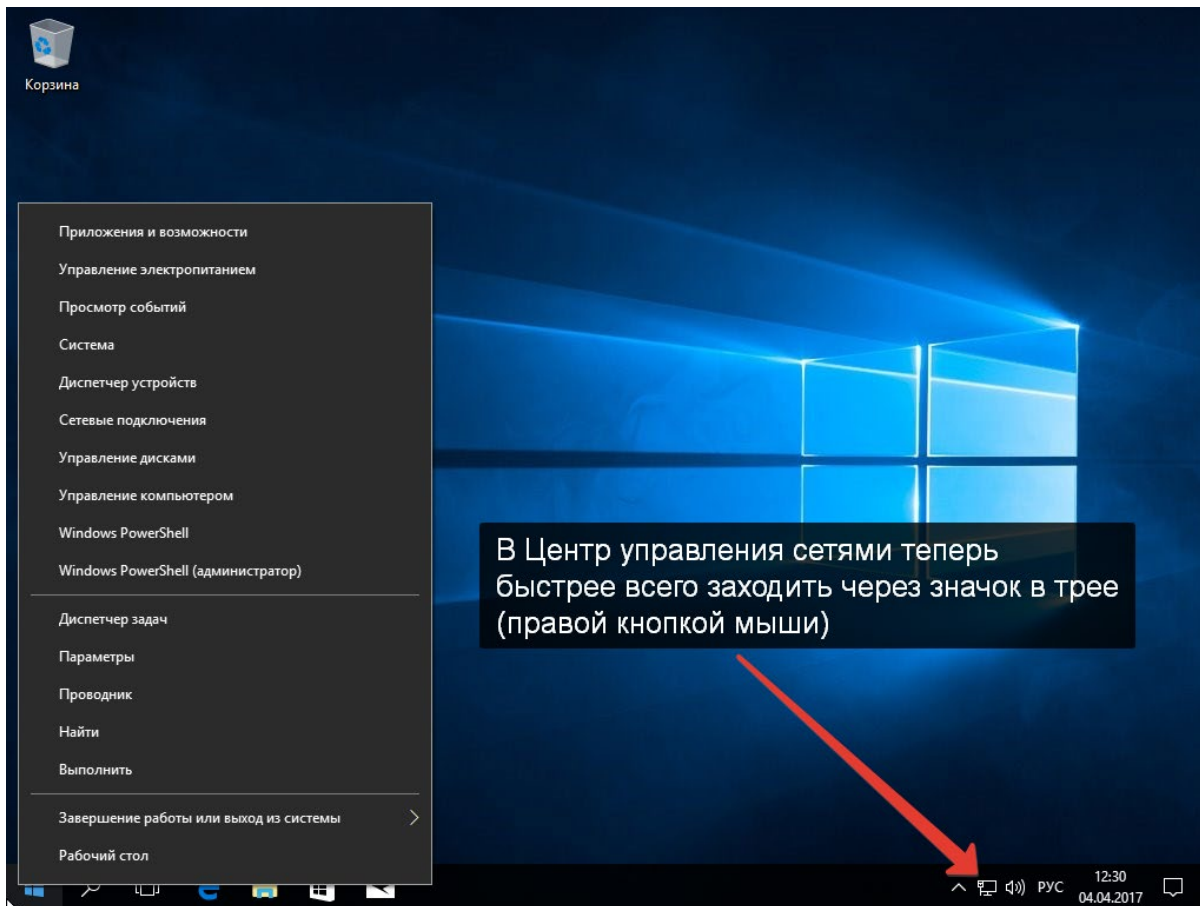 Корзина
Приложения и возможности
Управление электропитанием
Просмотр событий
Система
Диспетчер устройств
Сетевые подключения
Управление дисками
Управление компьютером
Windows PowerShell
Windows PowerShell (администратор)
Диспетчер задач
Параметры
Проводник
Найти
Выполнить
Завершение работы или выход из системы
Рабочий стол
В Центр управления сетями теперь
быстрее всего заходить через значок в трее
(правой кнопкой мыши)
РУС
12:30
04.04.2017